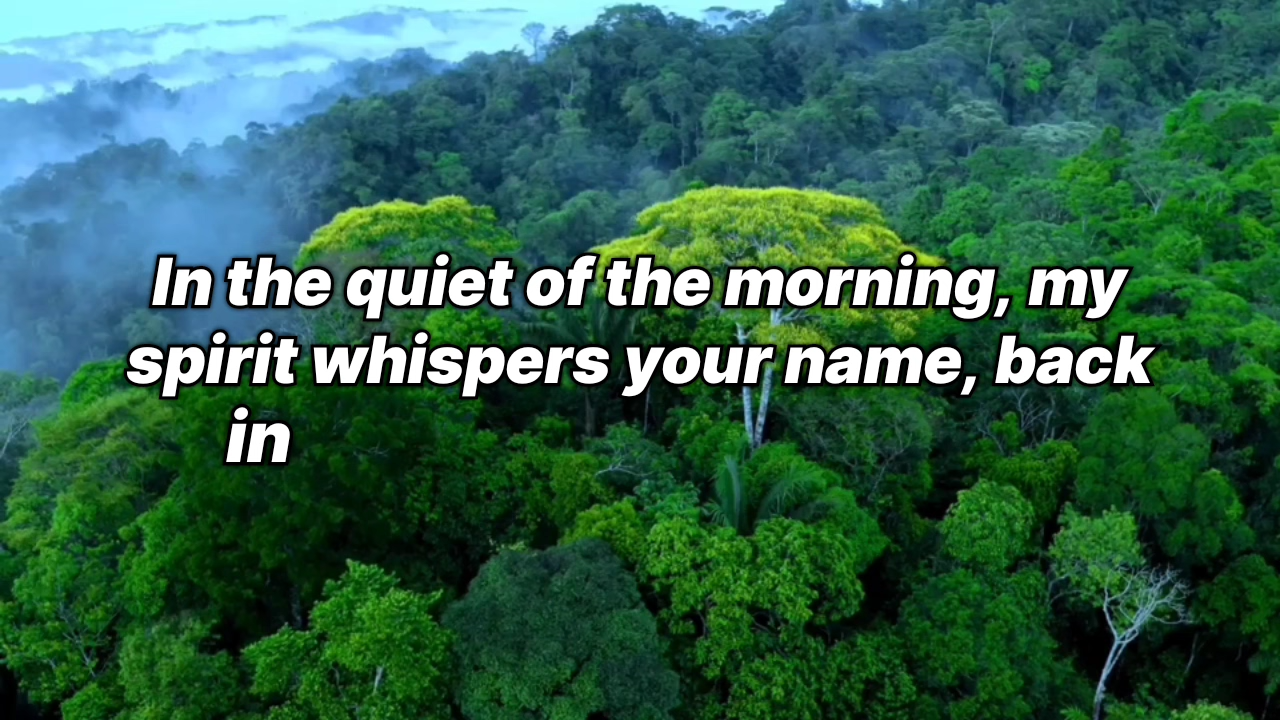 In the quiet of the morning, my
spirit whispers your name, back
in